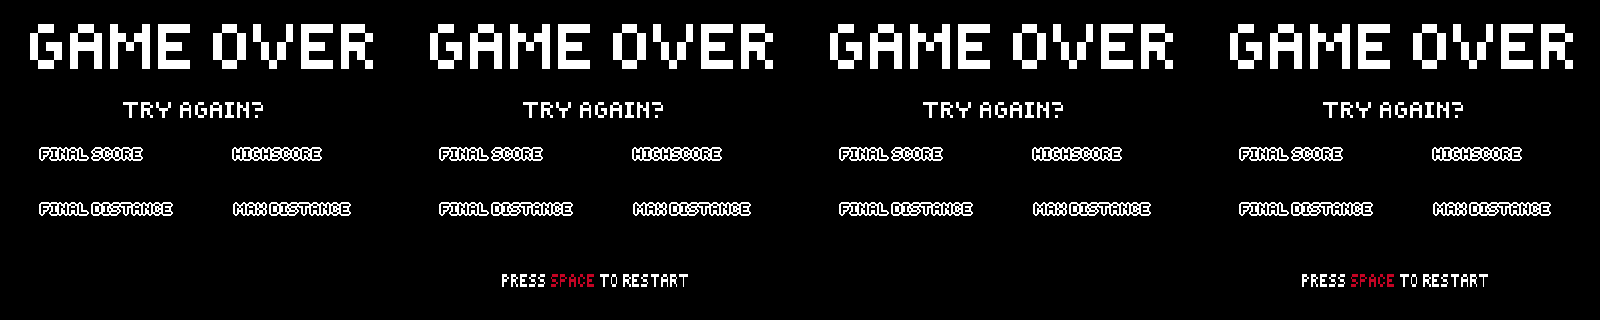 GAME OVER GAME OVER GAME OVER GAME OVER
TRY AGAIN? TRY AGAIN? TRY AGAIN? TRY AGAIN?
FINAL SCORE HIGHSCORE FINAL SCORE HIGHSCORE FINAL SCORE HIGHSCORE FINAL SCORE HIGHSCORE
FINAL DISTANCE MAX DISTANCE FINAL DISTANCE MAX DISTANCE FINAL DISTANCE MAX DISTANCE FINAL DISTANCE MAX DISTANCE
PRESS SPACE TO RESTART PRESS SPACE TO RESTART